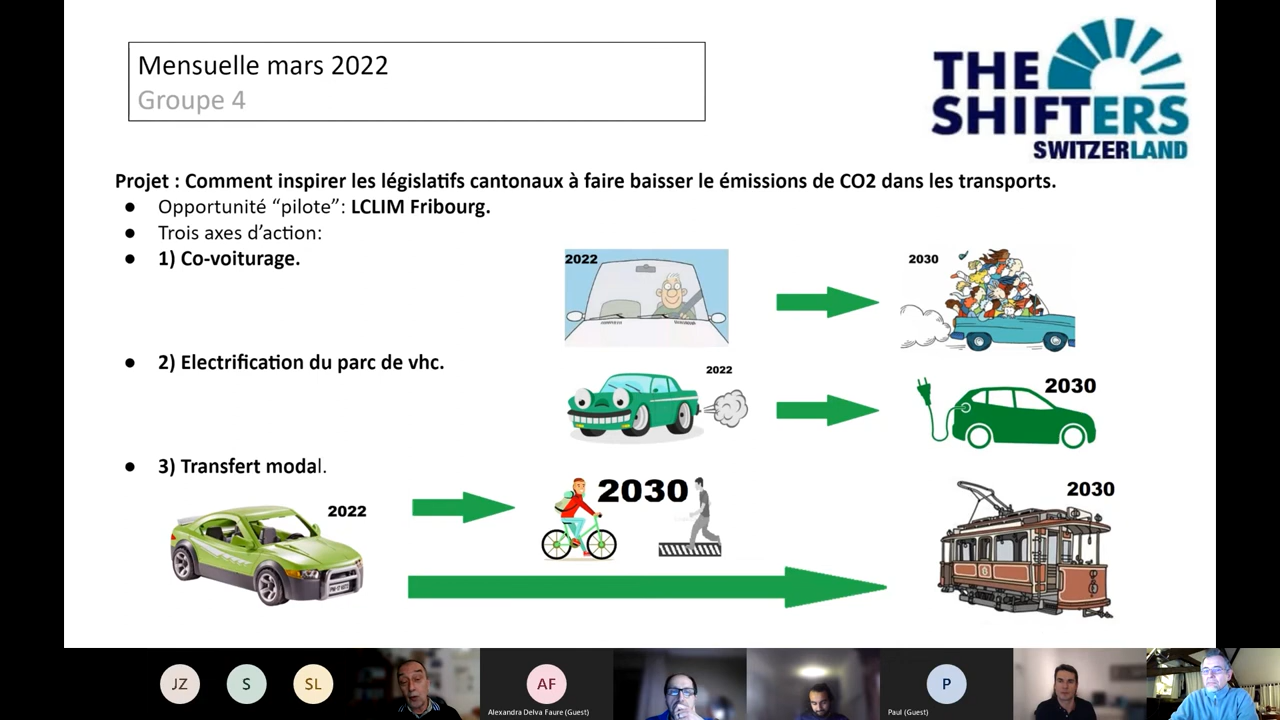 Mensuelle mars 2022
Groupe 4
THE
SHIFTERS
SWITZERLAND
Projet : Comment inspirer les législatifs cantonaux à faire baisser le émissions de CO2 dans les transports.
● Opportunité “pilote”: LCLIM Fribourg.
● Trois axes d’action:
● 1) Co-voiturage.
2022
2030
● 2) Electrification du parc de vhc.
2022
2030
● 3) Transfert modal.
2022
2030
2030
JZ
S
SL
AF
Alexandra Delva Faure (Guest)
P
Paul (Guest)